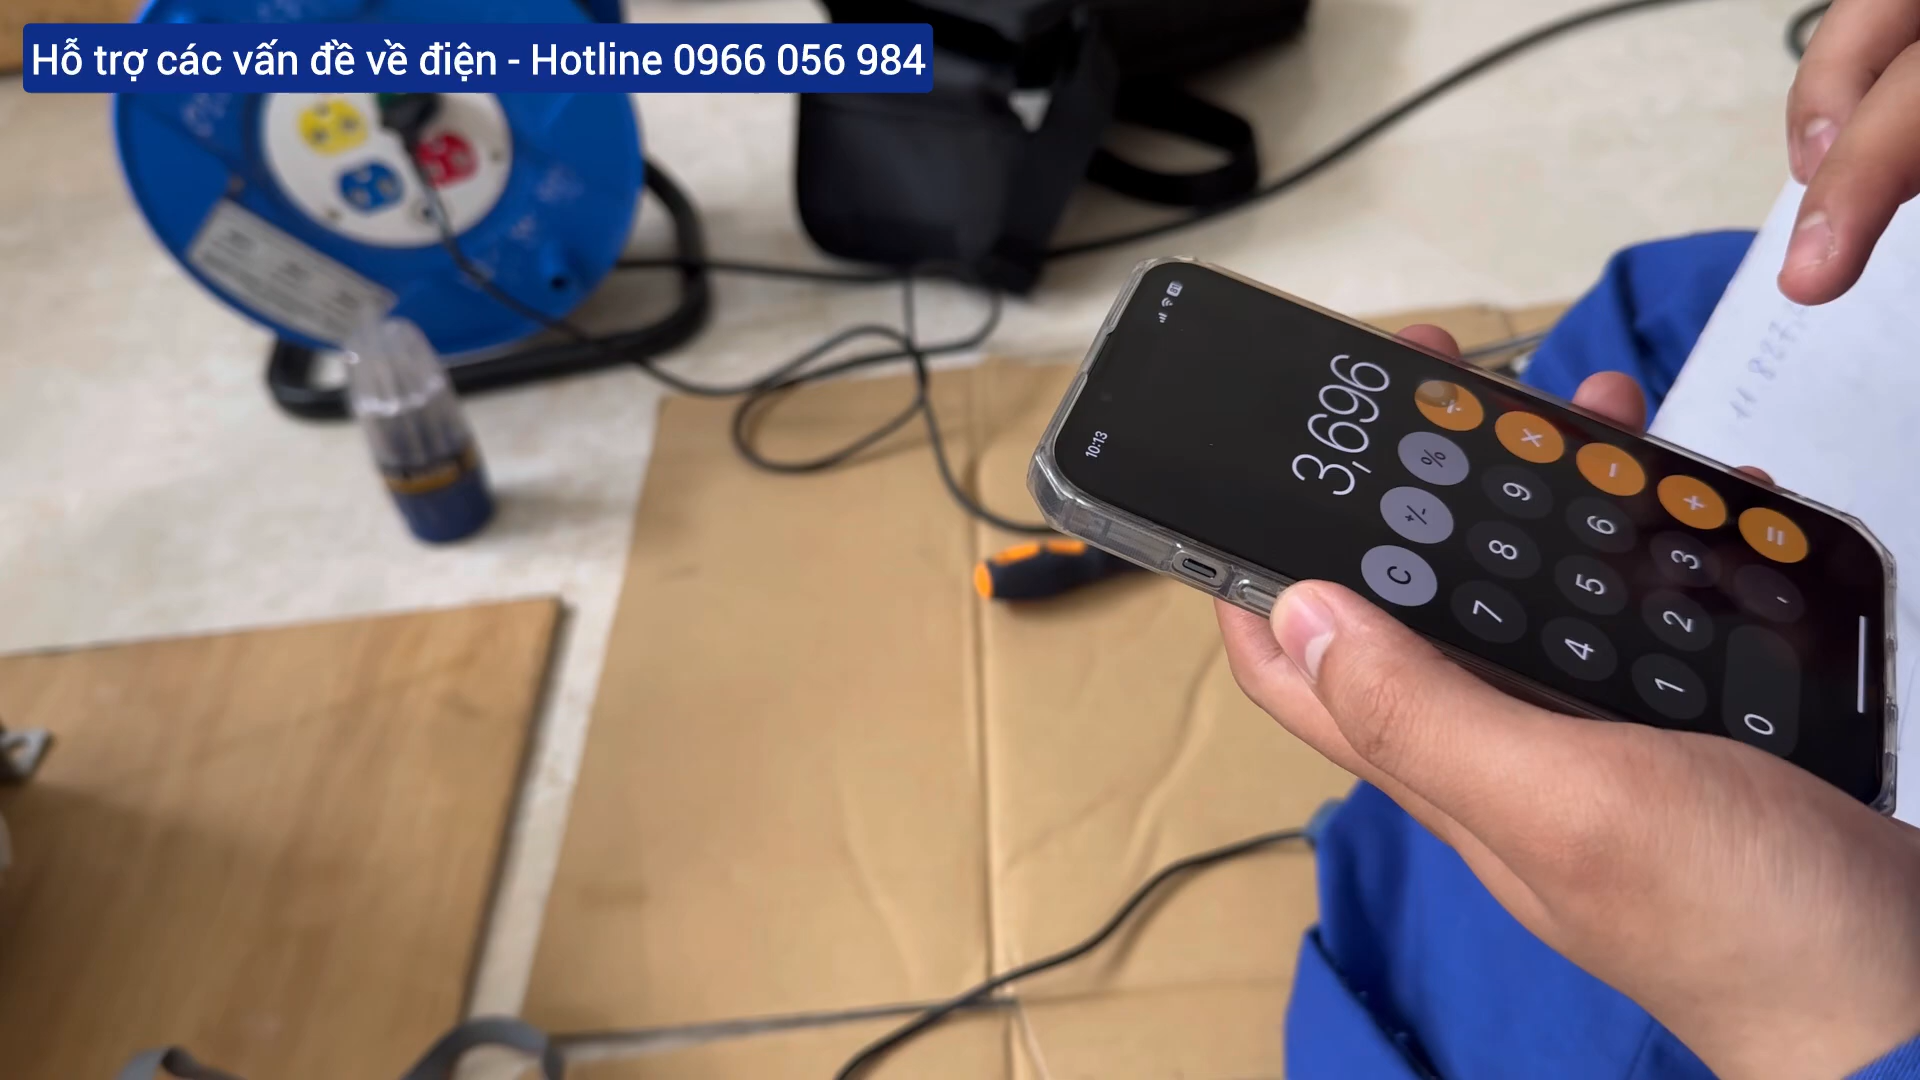 Hỗ trợ các vấn đề về điện - Hotline 0966 056 984
10:13
3,696
÷
% ×
+/- 9 -
C 8 6 +
7 5 3 =
4 2 ,
1
0